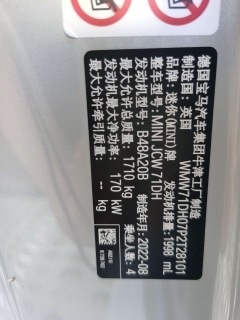 德国宝马汽车集团牛津工厂制造
制造国：英国 WMW71DH07P2T28101
品牌：迷你(MINI)牌 发动机排量：1998 mL
整车型号：MINI JCW 71DH
发动机型号：B48A20B 制造年月：2022-08
最大允许总质量：1710 kg 乘坐人数：4
发动机最大净功率：170 kW
最大允许牵引质量：-- kg